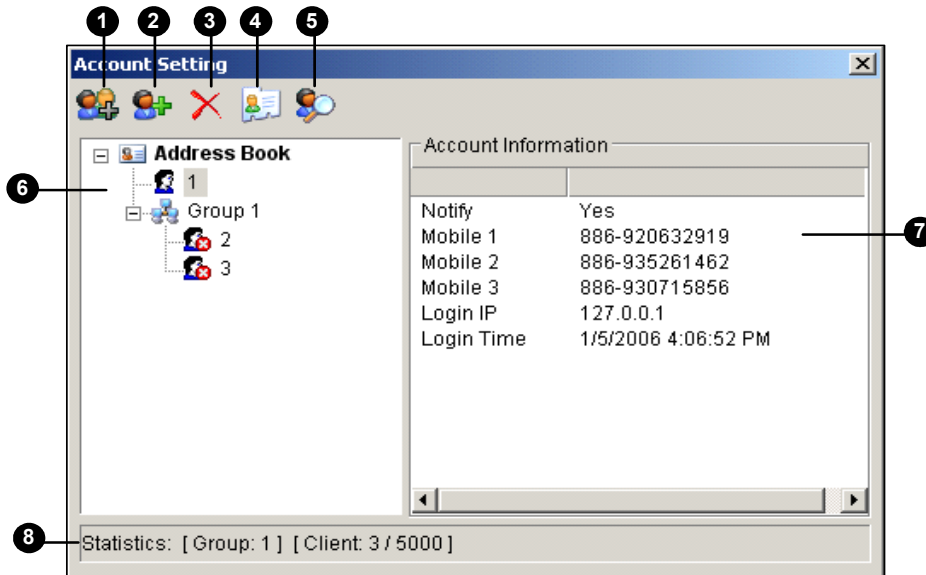 1 2 3 4 5
Account Setting
Address Book
6
1
Group 1
2
3
Account Information
Notify Yes
Mobile 1 886-920632919
7
Mobile 2 886-935261462
Mobile 3 886-930715856
Login IP 127.0.0.1
Login Time 1/5/2006 4:06:52 PM
8
Statistics: [ Group: 1 ] [ Client: 3 / 5000 ]